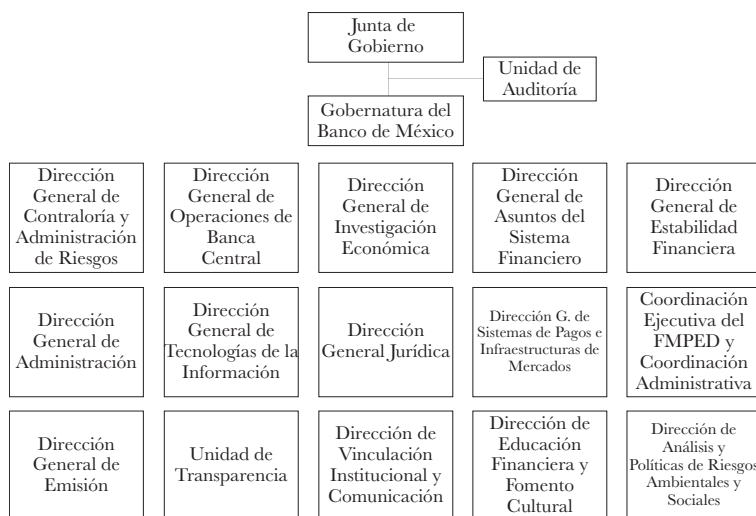 Junta de
Gobierno
Unidad de
Auditoría
Gobernatura del
Banco de México
Dirección
General de
Contraloría y
Administración
de Riesgos
Dirección
General de
Operaciones de
Banca
Central
Dirección
General de
Investigación
Económica
Dirección
General de
Asuntos del
Sistema
Financiero
Dirección
General de
Estabilidad
Financiera
Dirección
General de
Administración
Dirección
General de
Tecnologías de la
Información
Dirección
General Jurídica
Dirección G. de
Sistemas de Pagos e
Infraestructuras de
Mercados
Coordinación
Ejecutiva del
FMPED y
Coordinación
Administrativa
Dirección
General de
Emisión
Unidad de
Transparencia
Dirección de
Vinculación
Institucional y
Comunicación
Dirección de
Educación
Financiera y
Fomento
Cultural
Dirección de
Análisis y
Políticas de Riesgos
Ambientales y
Sociales